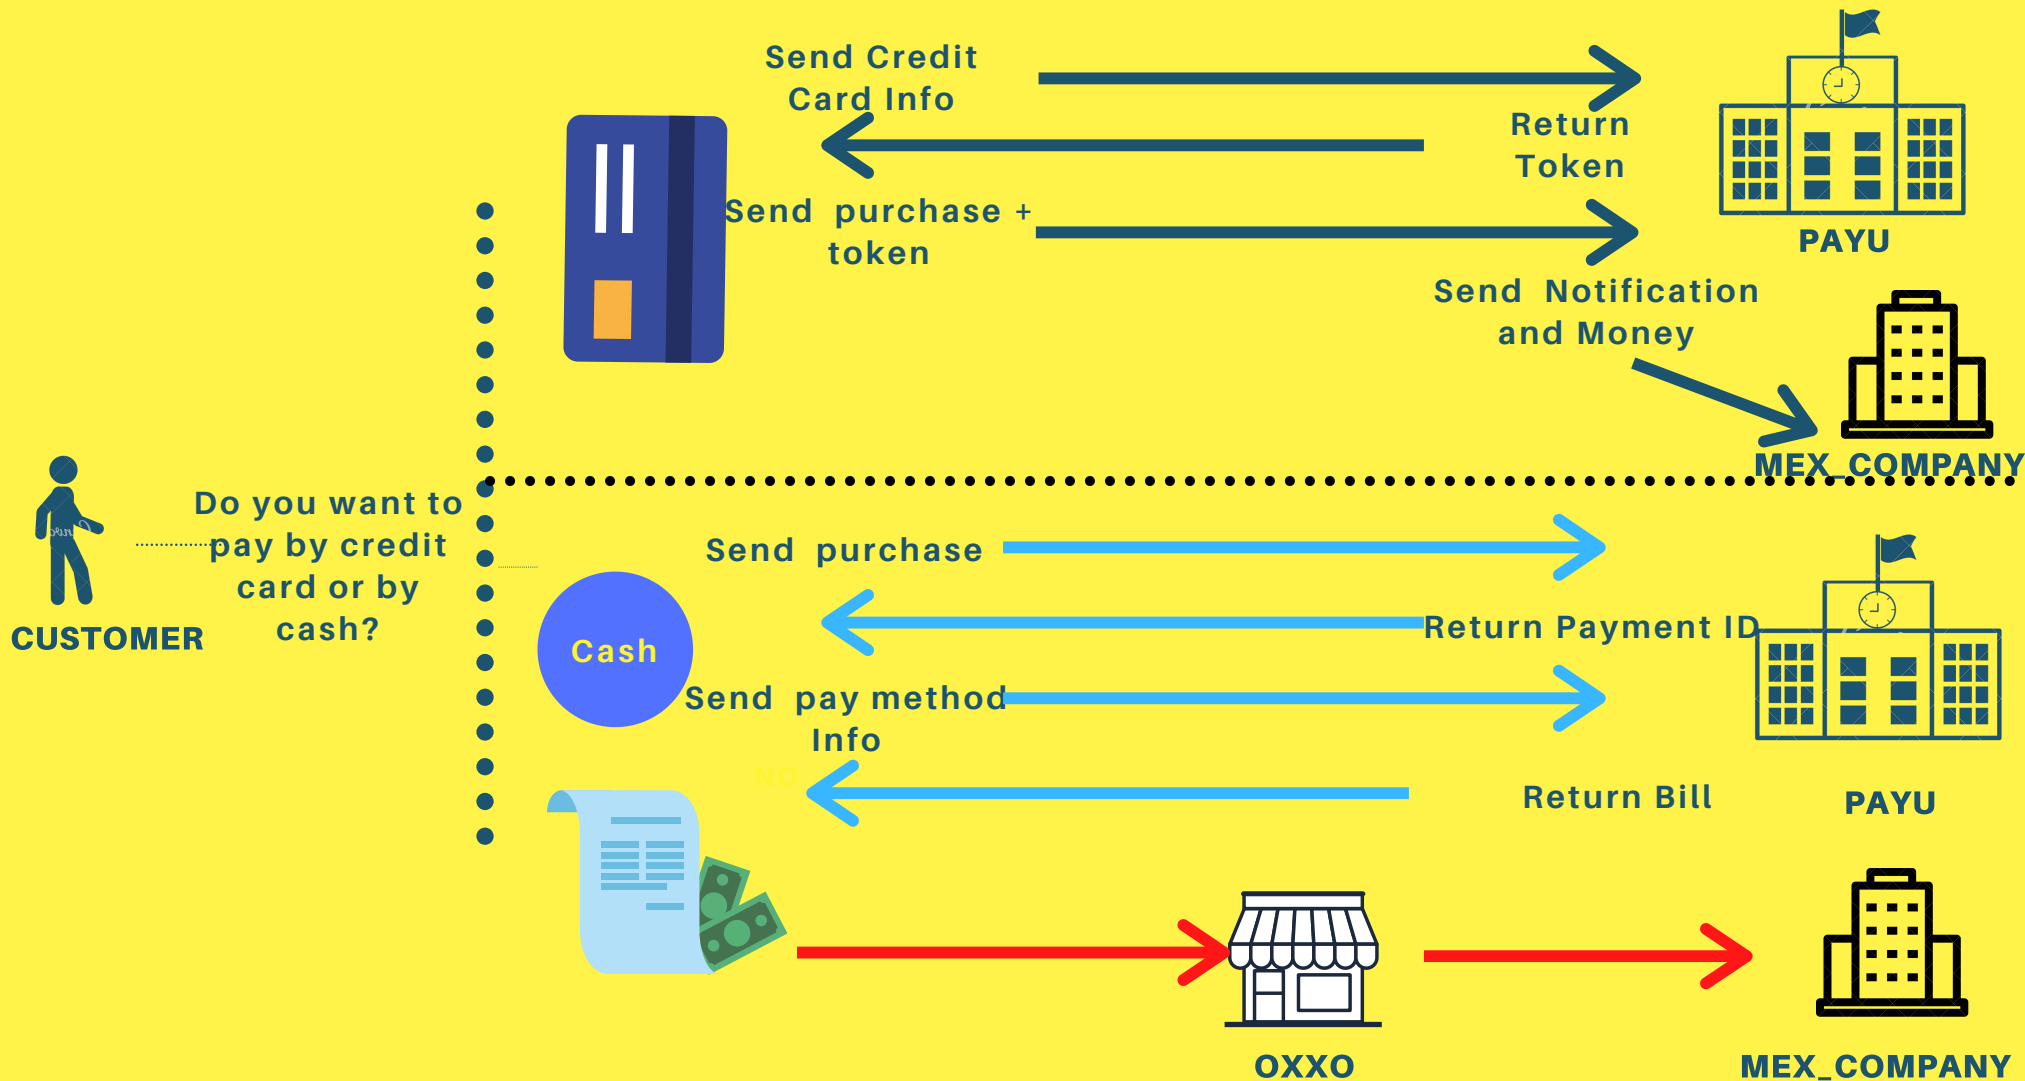 Send Credit
Card Info
Return
Token
Send purchase +
token
PAYU
Send Notification
and Money
MEX_COMPANY
Do you want to
pay by credit
card or by
cash?
CUSTOMER
Send purchase
Return Payment ID
Cash
Send pay method
Info
NO
Return Bill
PAYU
OXXO
MEX_COMPANY